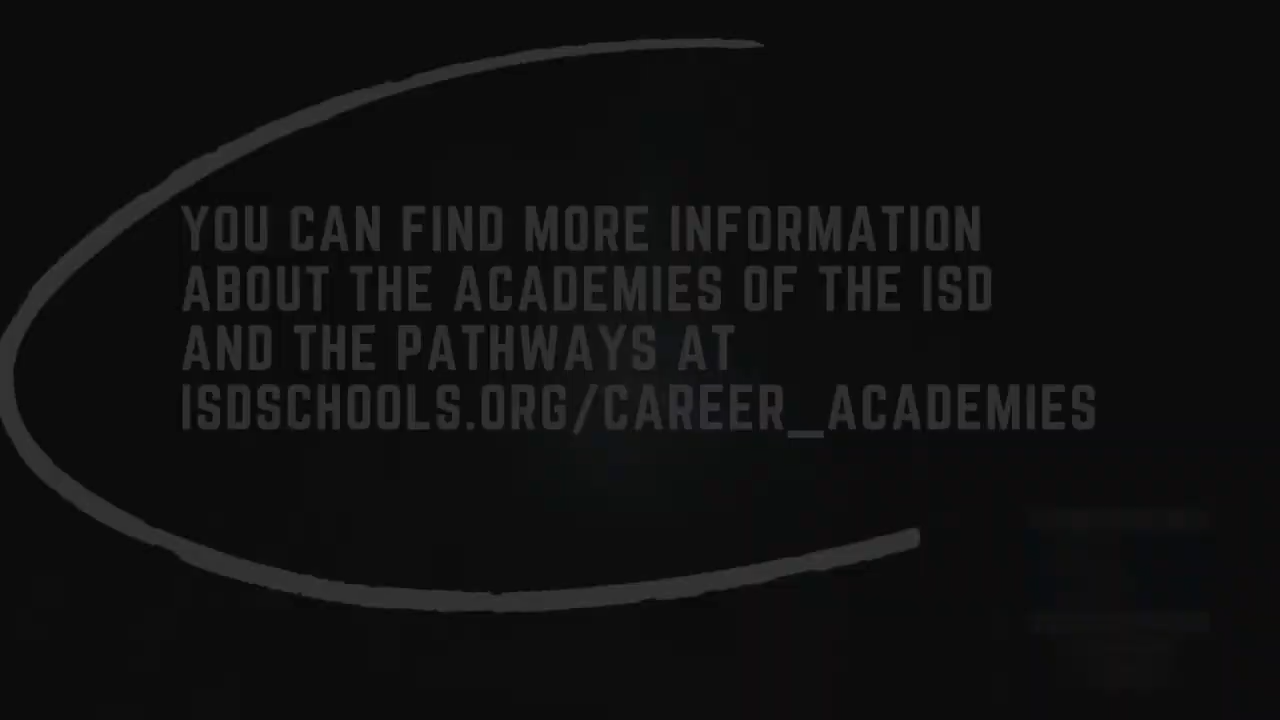 YOU CAN FIND MORE INFORMATION
ABOUT THE ACADEMIES OF THE ISD
AND THE PATHWAYS AT
ISDSCHOOLS.ORG/CAREER_ACADEMIES